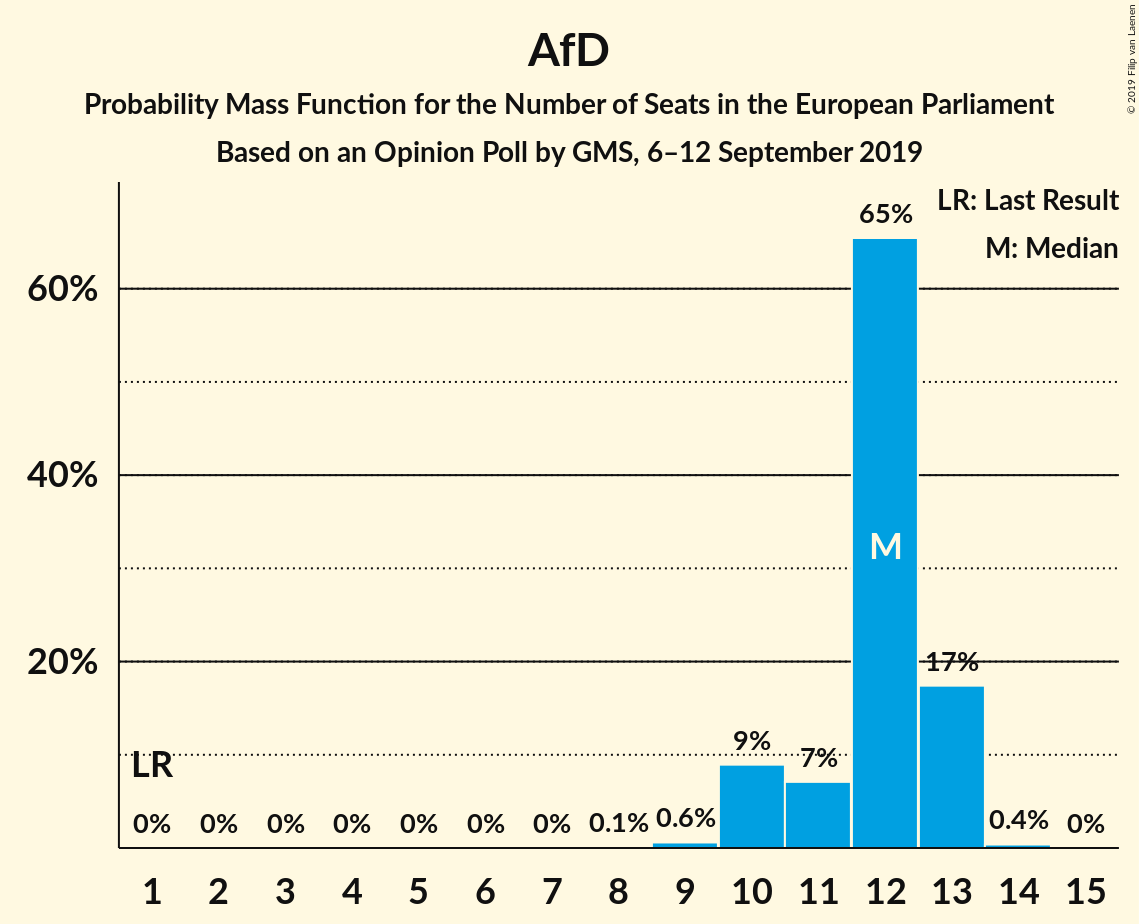 AfD
Probability Mass Function for the Number of Seats in the European Parliament
Based on an Opinion Poll by GMS, 6–12 September 2019
© 2019 Filip van Laenen
LR: Last Result
M: Median
65%
60%
40%
M
20%
17%
9%
7%
LR
0% 0% 0% 0% 0% 0% 0% 0.1% 0.6% 0.4% 0%
1 2 3 4 5 6 7 8 9 10 11 12 13 14 15